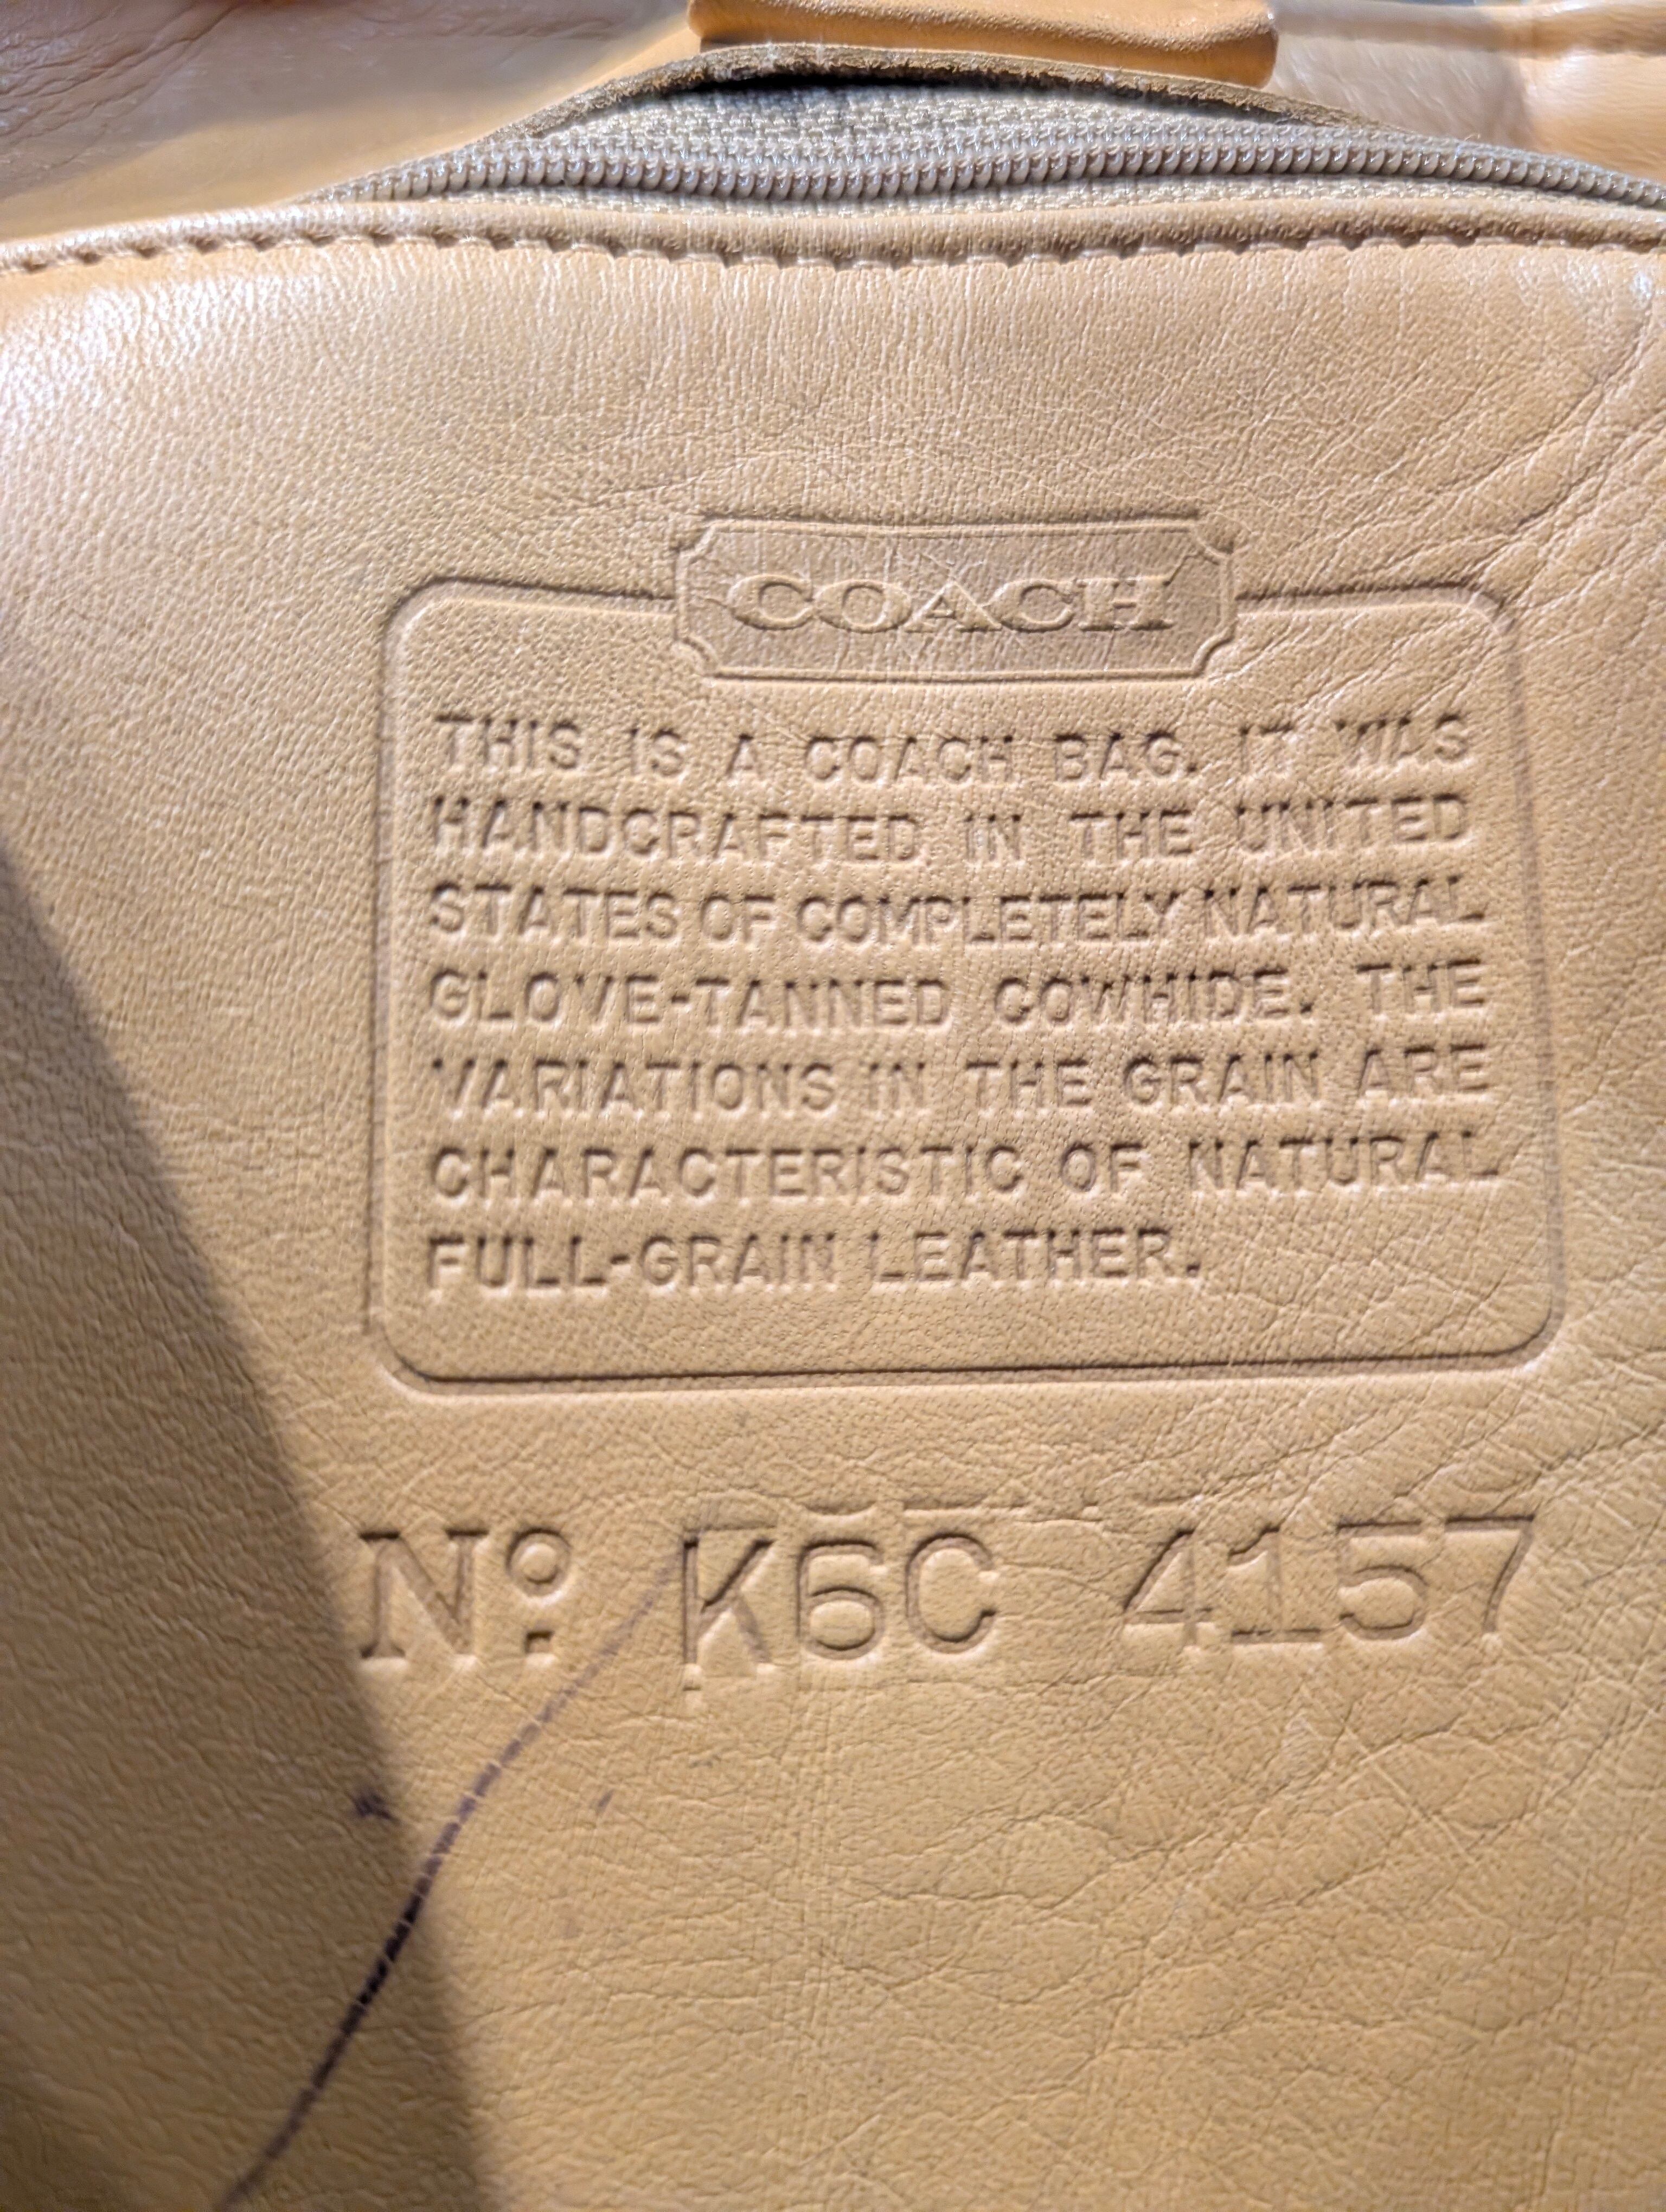 COACH
THIS IS A COACH BAG. IT WAS
HANDCRAFTED IN THE UNITED
STATES OF COMPLETELY NATURAL
GLOVE-TANNED COWHIDE. THE
VARIATIONS IN THE GRAIN ARE
CHARACTERISTIC OF NATURAL
FULL-GRAIN LEATHER.
Nº K6C 4157